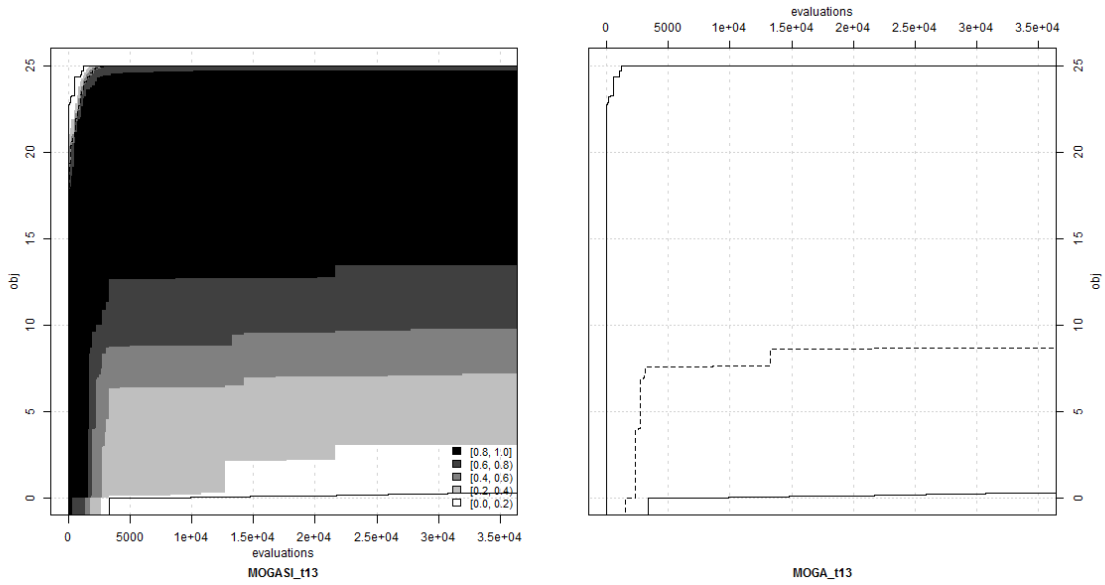 evaluations
0 5000 1e+04 1.5e+04 2e+04 2.5e+04 3e+04 3.5e+04
25
20
15
10
5
0
obj
[0.8, 1.0]
[0.6, 0.8)
[0.4, 0.6)
[0.2, 0.4)
[0.0, 0.2)
0 5000 1e+04 1.5e+04 2e+04 2.5e+04 3e+04 3.5e+04
evaluations
MOGASI_t13
25
20
15
10
5
0
obj
MOGA_t13